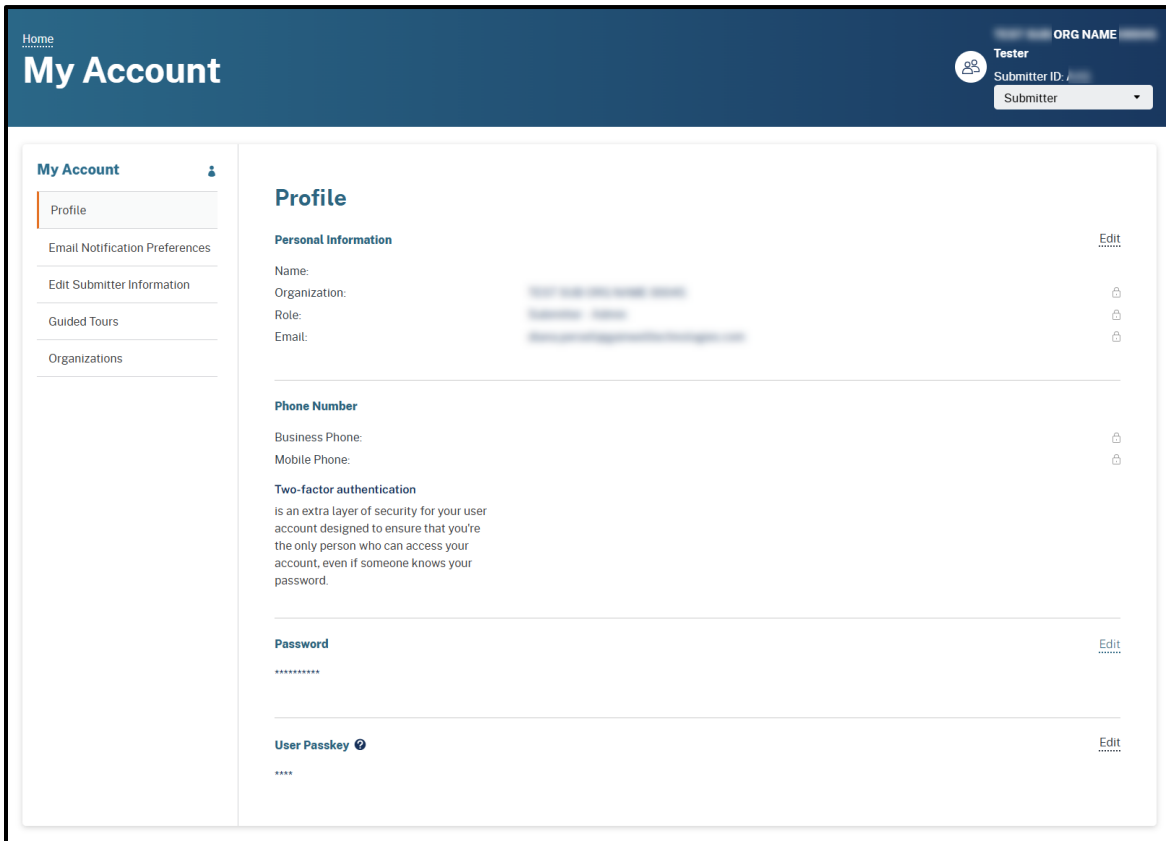 Home
My Account
ORG NAME
Tester
Submitter ID:
Submitter
My Account
Profile
Email Notification Preferences
Edit Submitter Information
Guided Tours
Organizations
Profile
Personal Information
Edit
Name:
Organization:
Role:
Email:
Phone Number
Business Phone:
Mobile Phone:
Two-factor authentication
is an extra layer of security for your user
account designed to ensure that you're
the only person who can access your
account, even if someone knows your
password.
Password
Edit
**********
User Passkey
Edit
****